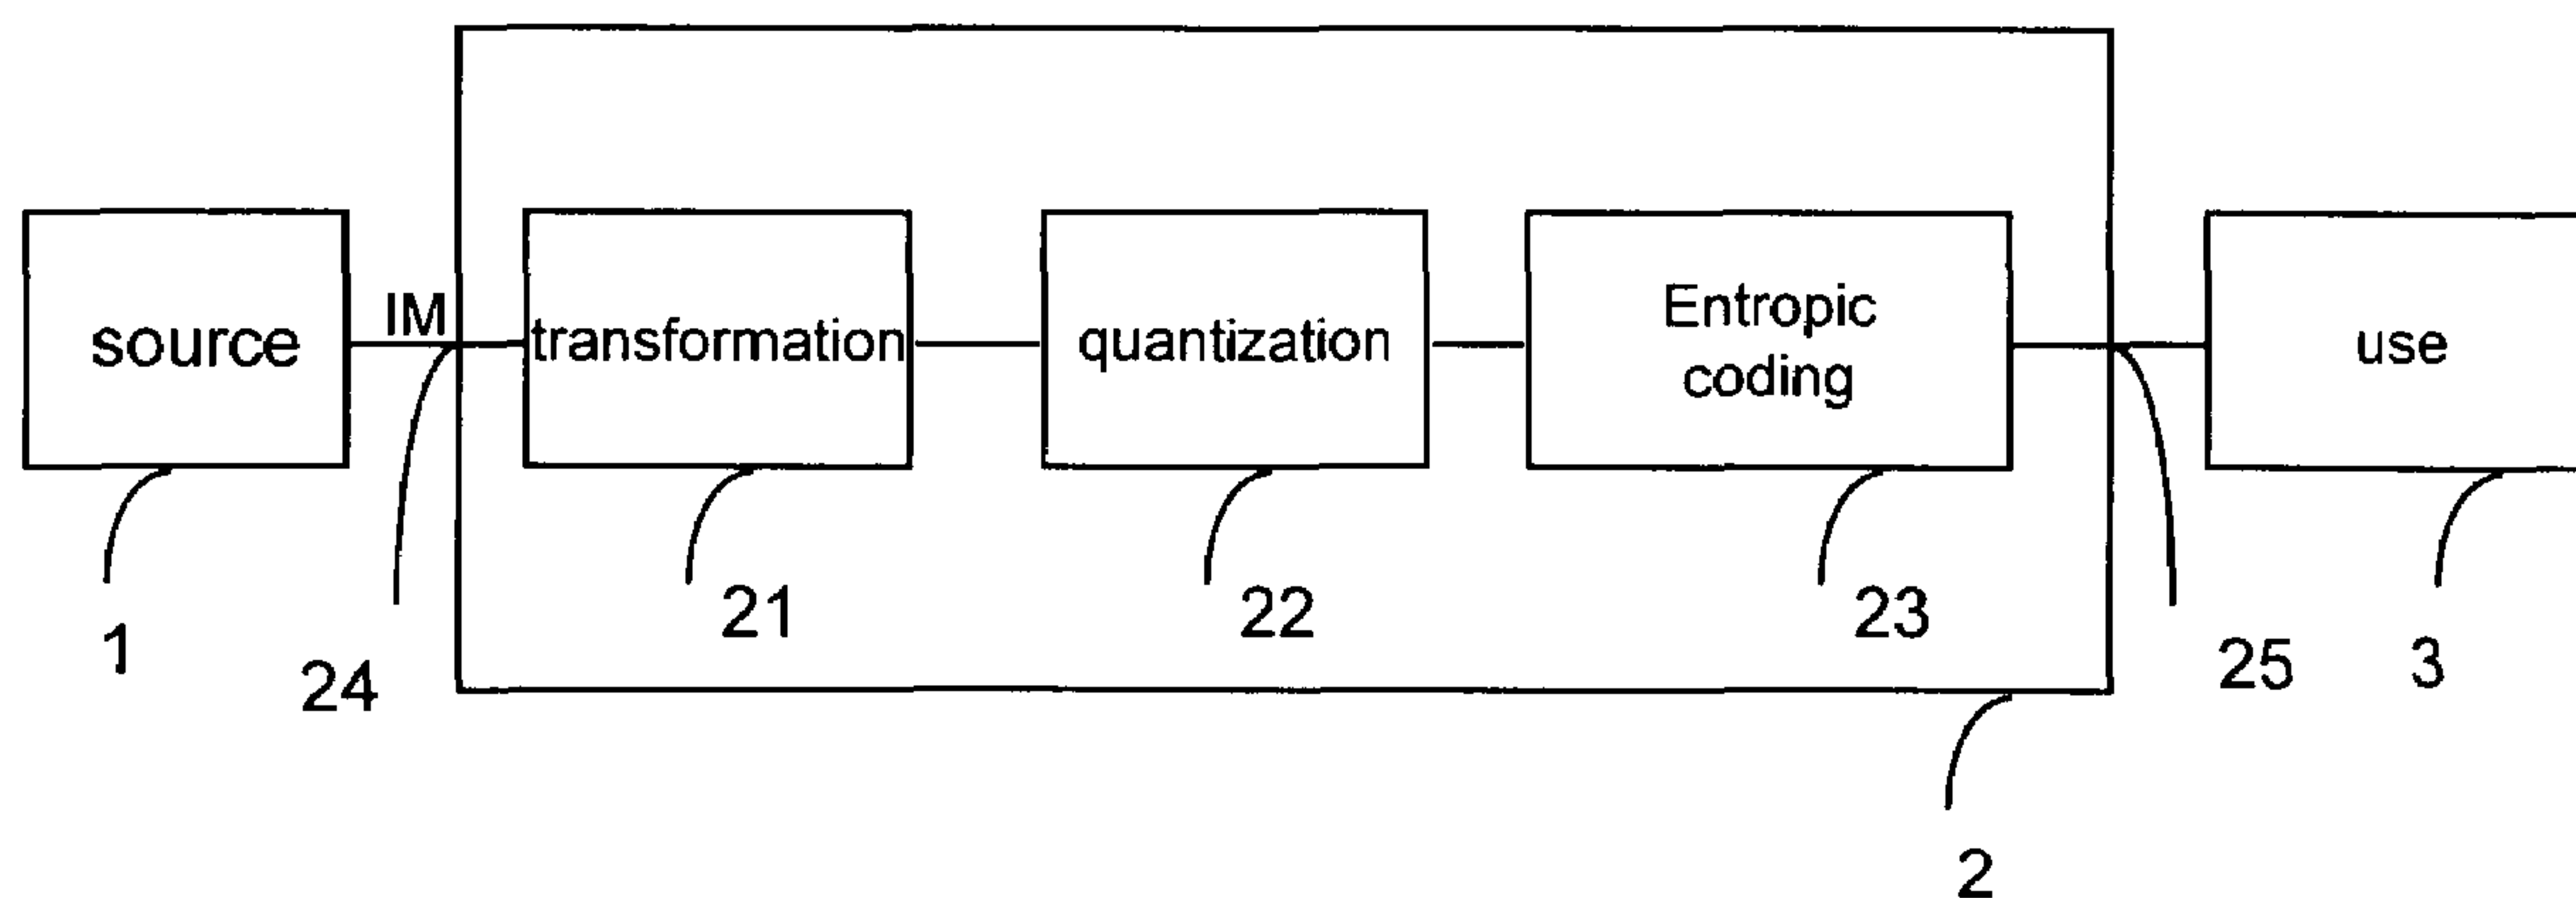 source
IM
transformation
quantization
Entropic
coding
use
1
24
21
22
23
25
3
2